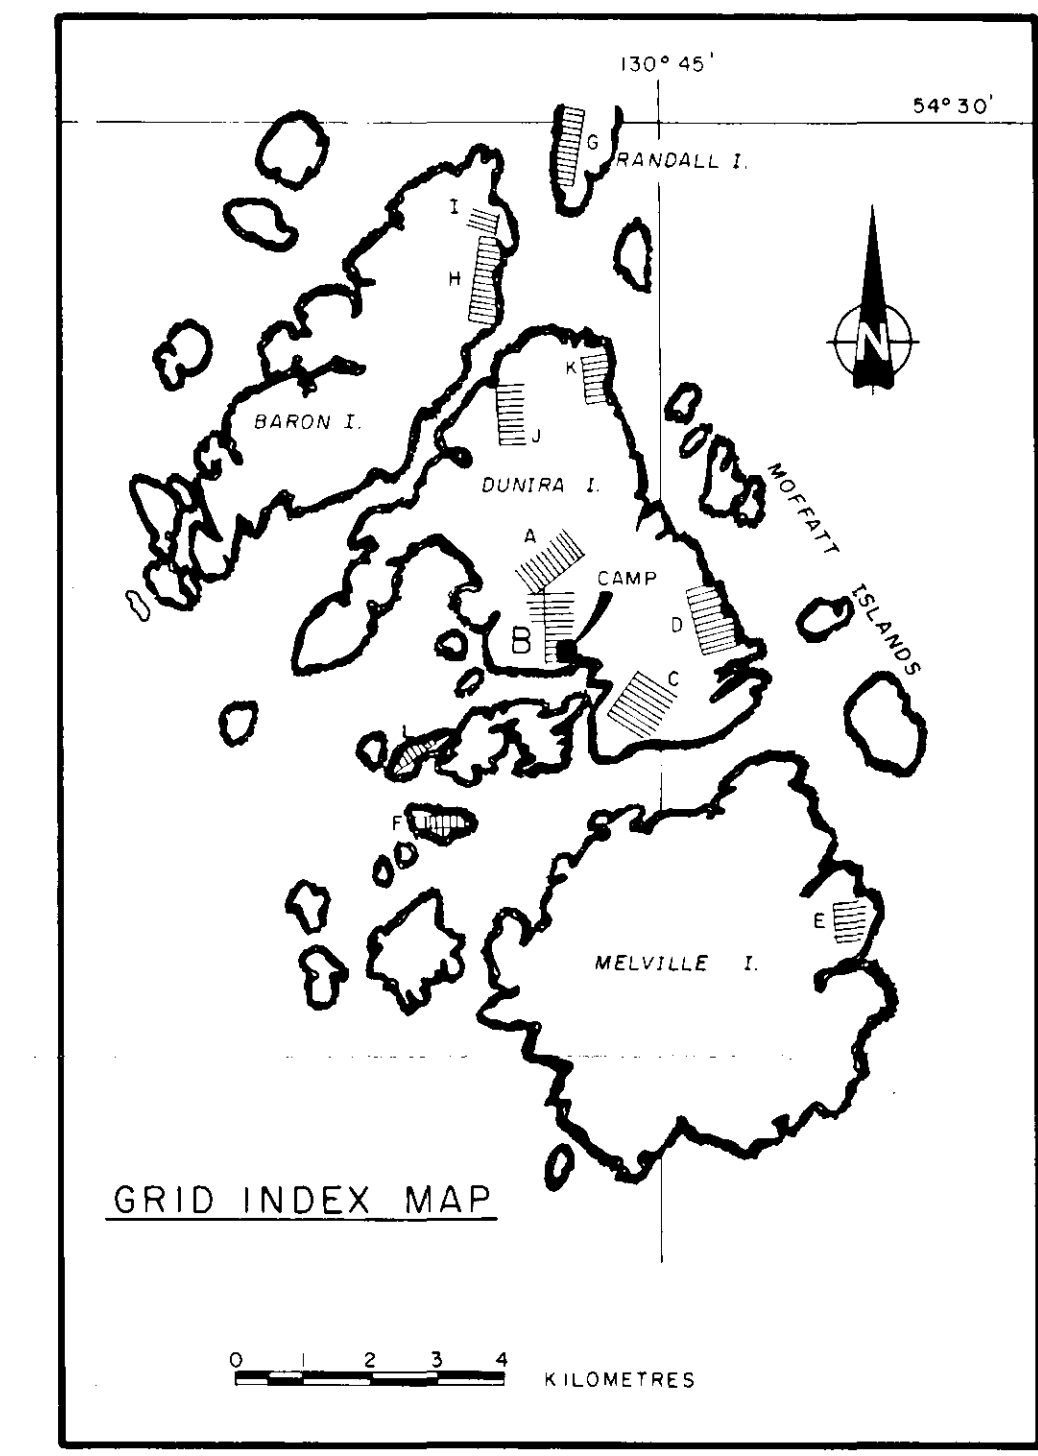 130° 45'
54° 30'
G
RANDALL I.
I
H
N
K
BARON I.
J
DUNIRA I.
MOFFATT ISLANDS
A
CAMP
B
D
C
L
F
E
MELVILLE I.
GRID INDEX MAP
0 1 2 3 4
KILOMETRES